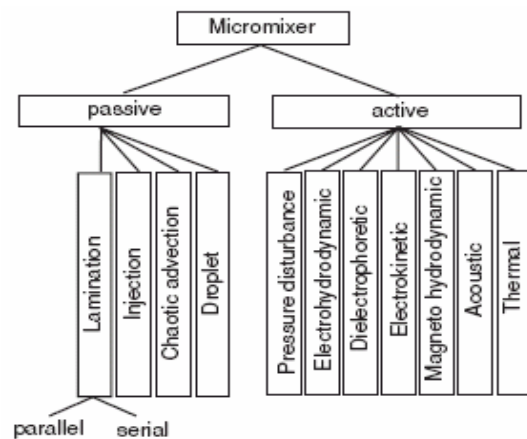 Micromixer
passive
active
Lamination
Injection
Chaotic advection
Droplet
Pressure disturbance
Electrohydrodynamic
Dielectrophoretic
Electrokinetic
Magneto hydrodynamic
Acoustic
Thermal
parallel
serial